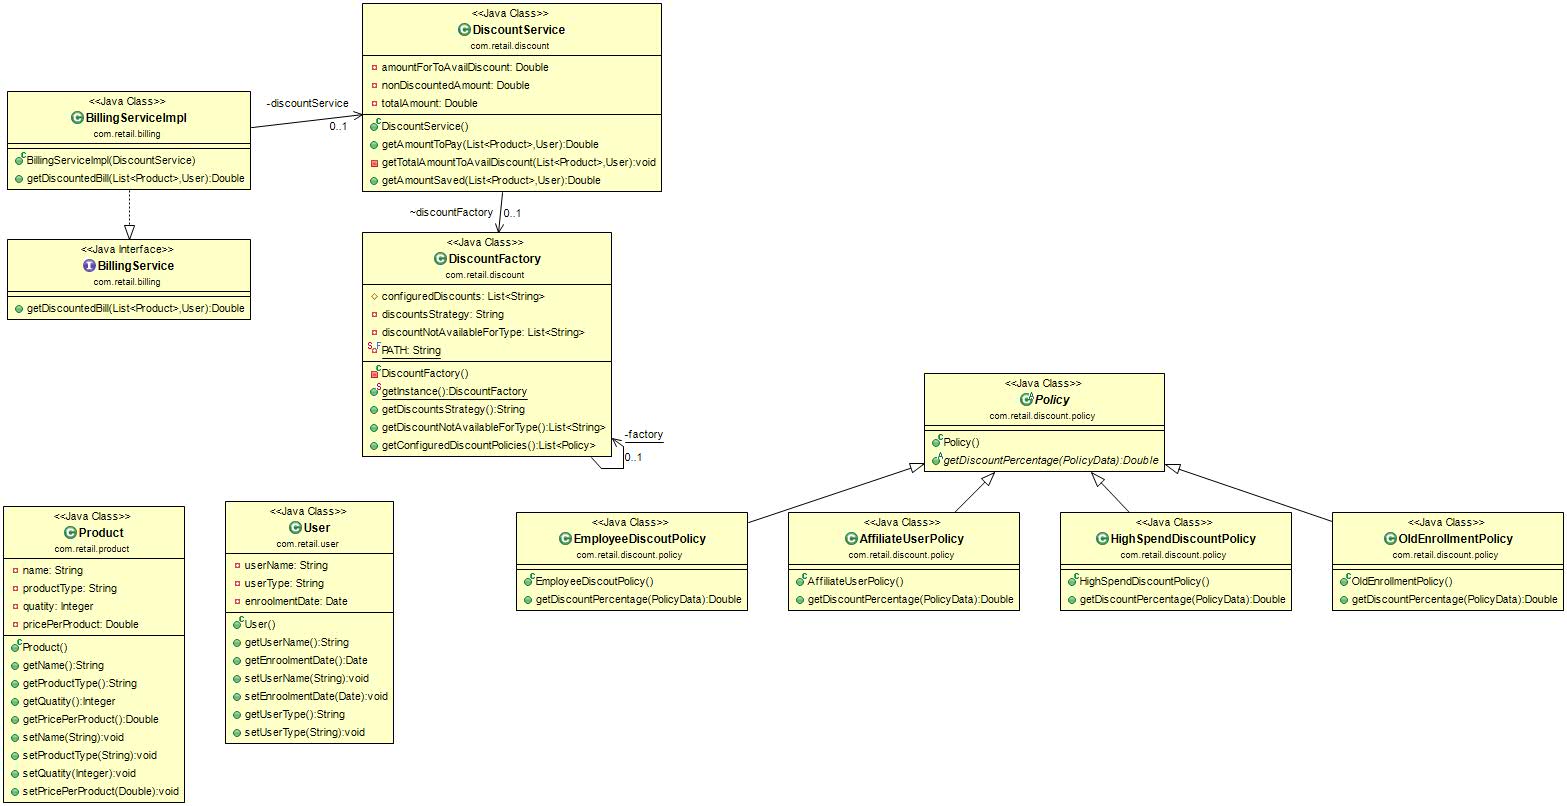 <<Java Class>>
DiscountService
com.retail.discount
amountForToAvailDiscount: Double
nonDiscountedAmount: Double
totalAmount: Double
DiscountService()
getAmountToPay(List<Product>,User):Double
getTotalAmountToAvailDiscount(List<Product>,User):void
getAmountSaved(List<Product>,User):Double
<<Java Class>>
BillingServiceImpl
com.retail.billing
BillingServiceImpl(DiscountService)
getDiscountedBill(List<Product>,User):Double
-discountService
0..1
<<Java Interface>>
BillingService
com.retail.billing
getDiscountedBill(List<Product>,User):Double
~discountFactory
0..1
<<Java Class>>
DiscountFactory
com.retail.discount
configuredDiscounts: List<String>
discountsStrategy: String
discountNotAvailableForType: List<String>
PATH: String
DiscountFactory()
getInstance():DiscountFactory
getDiscountsStrategy():String
getDiscountNotAvailableForType():List<String>
getConfiguredDiscountPolicies():List<Policy>
-factory
0..1
<<Java Class>>
Policy
com.retail.discount.policy
Policy()
getDiscountPercentage(PolicyData):Double
<<Java Class>>
Product
com.retail.product
name: String
productType: String
quatity: Integer
pricePerProduct: Double
Product()
getName():String
getProductType():String
getQuatity():Integer
getPricePerProduct():Double
setName(String):void
setProductType(String):void
setQuatity(Integer):void
setPricePerProduct(Double):void
<<Java Class>>
User
com.retail.user
userName: String
userType: String
enroolmentDate: Date
User()
getUserName():String
getEnroolmentDate():Date
setUserName(String):void
setEnroolmentDate(Date):void
getUserType():String
setUserType(String):void
<<Java Class>>
EmployeeDiscoutPolicy
com.retail.discount.policy
EmployeeDiscoutPolicy()
getDiscountPercentage(PolicyData):Double
<<Java Class>>
AffiliateUserPolicy
com.retail.discount.policy
AffiliateUserPolicy()
getDiscountPercentage(PolicyData):Double
<<Java Class>>
HighSpendDiscountPolicy
com.retail.discount.policy
HighSpendDiscountPolicy()
getDiscountPercentage(PolicyData):Double
<<Java Class>>
OldEnrollmentPolicy
com.retail.discount.policy
OldEnrollmentPolicy()
getDiscountPercentage(PolicyData):Double